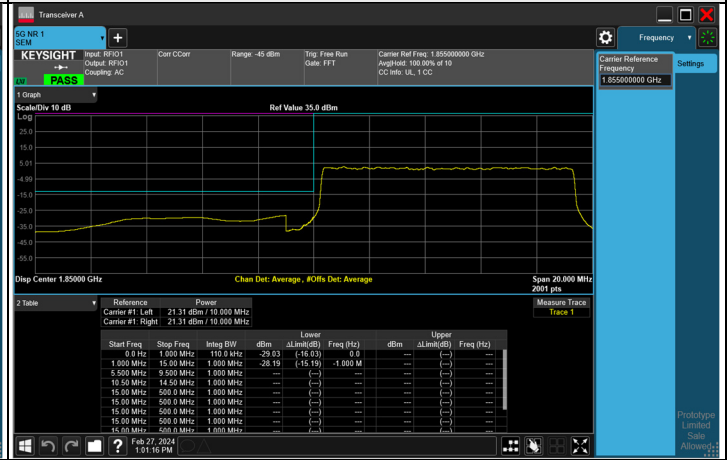 Transceiver A
5G NR 1
SEM
+
Frequency
KEYSIGHT
Input: RFIO1
Output: RFIO1
Coupling: AC
Corr CCorr
Range: -45 dBm
Trig: Free Run
Gate: FFT
Carrier Ref Freq: 1.855000000 GHz
Avg|Hold: 100.00% of 10
CC Info: UL, 1 CC
LVI
PASS
Carrier Reference
Frequency
1.855000000 GHz
Settings
1 Graph
Scale/Div 10 dB
Ref Value 35.0 dBm
Log
25.0
15.0
5.01
-4.99
-15.0
-25.0
-35.0
-45.0
-55.0
Disp Center 1.85000 GHz
Chan Det: Average , #Offs Det: Average
Span 20.000 MHz
2001 pts
2 Table
Reference Power
Carrier #1: Left 21.31 dBm / 10.000 MHz
Carrier #1: Right 21.31 dBm / 10.000 MHz
Measure Trace
Trace 1
Lower Upper
Start Freq Stop Freq Integ BW dBm ΔLimit(dB) Freq (Hz) dBm ΔLimit(dB) Freq (Hz)
0.0 Hz 1.000 MHz 110.0 kHz -29.03 (-16.03) 0.0 --- (---) ---
1.000 MHz 15.00 MHz 1.000 MHz -28.19 (-15.19) -1.000 M --- (---) ---
5.500 MHz 9.500 MHz 1.000 MHz --- (---) --- --- (---) ---
10.50 MHz 14.50 MHz 1.000 MHz --- (---) --- --- (---) ---
15.00 MHz 500.0 MHz 1.000 MHz --- (---) --- --- (---) ---
15.00 MHz 500.0 MHz 1.000 MHz --- (---) --- --- (---) ---
15.00 MHz 500.0 MHz 1.000 MHz --- (---) --- --- (---) ---
15.00 MHz 500.0 MHz 1.000 MHz --- (---) --- --- (---) ---
Prototype
Limited
Sale
Allowed
?
Feb 27, 2024
1:01:16 PM